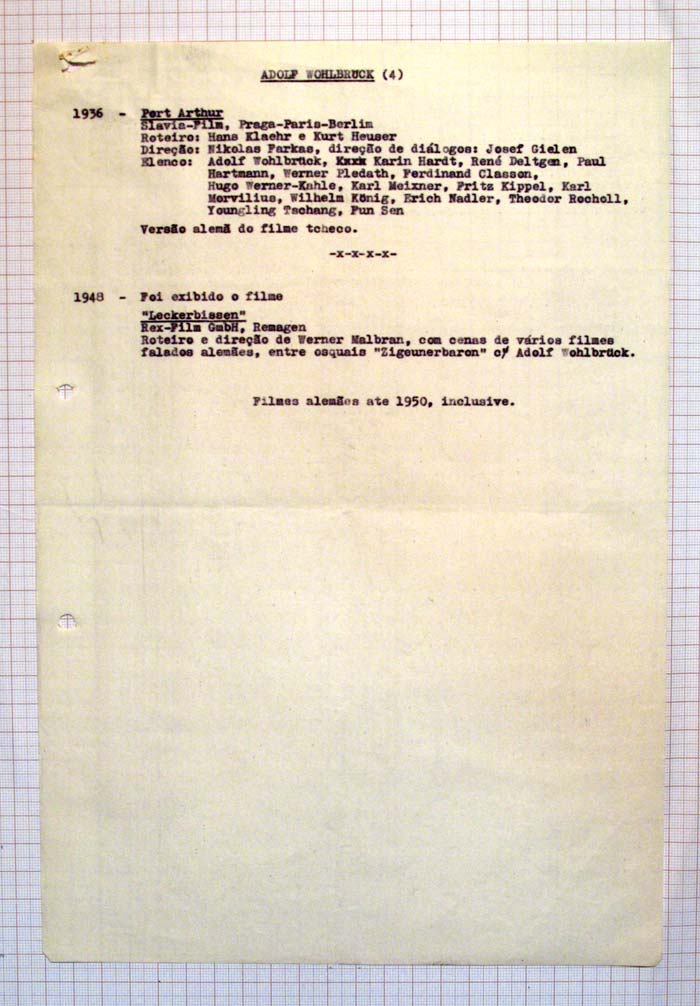 ADOLF WOHLBRÜCK (4)
1936 - Port Arthur
Slavia-Film, Praga-Paris-Berlim
Roteiro: Hans Klaehr e Kurt Heuser
Direção: Nikolas Farkas, direção de diálogos: Josef Gielen
Elenco: Adolf Wohlbrück, Kxxx Karin Hardt, René Deltgen, Paul
Hartmann, Werner Pledath, Ferdinand Classon,
Hugo Werner-Kahle, Karl Meixner, Fritz Kippel, Karl
Morvilius, Wilhelm König, Erich Nadler, Theodor Rocholl,
Youngling Tschang, Fun Sen
Versão alemã do filme tcheco.
-x-x-x-x-
1948 - Foi exibido o filme
"Leckerbissen"
Rex-Film GmbH, Remagen
Roteiro e direção de Werner Malbran, com cenas de vários filmes
falados alemães, entre osquais "Zigeunerbaron" c/ Adolf Wohlbrück.
Filmes alemães ate 1950, inclusive.